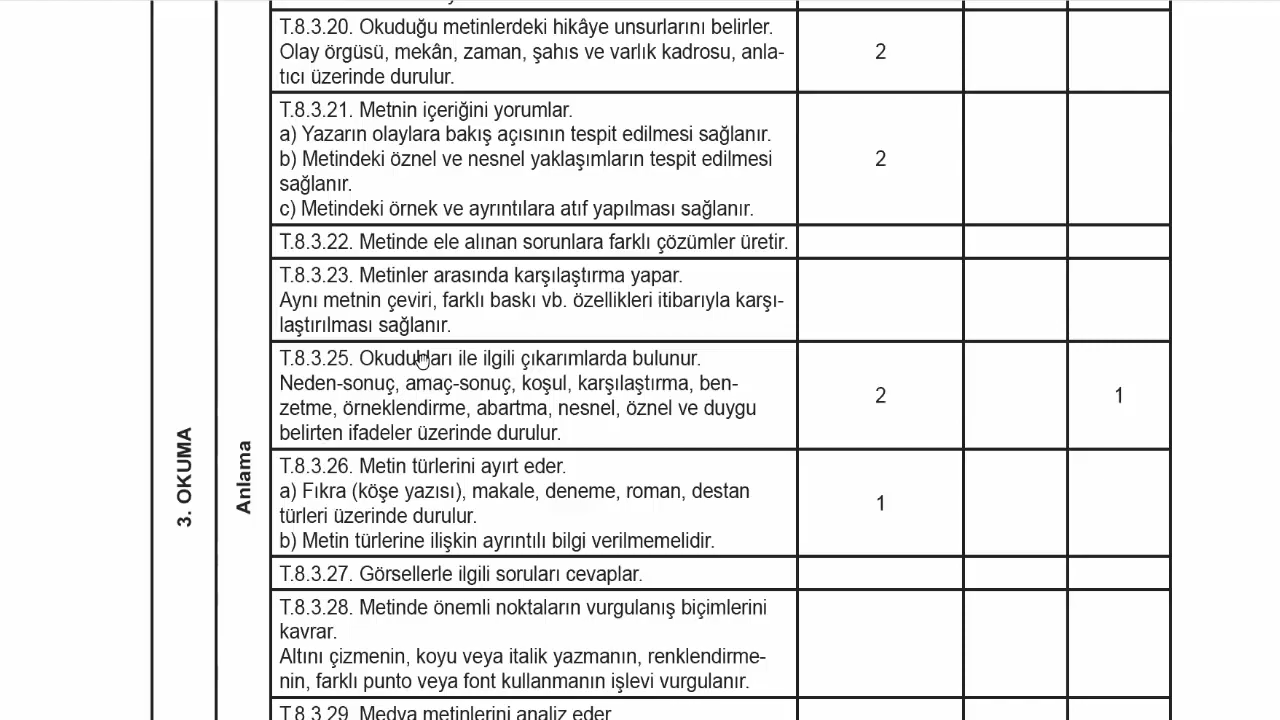 T.8.3.20. Okuduğu metinlerdeki hikâye unsurlarını belirler.
Olay örgüsü, mekân, zaman, şahıs ve varlık kadrosu, anla-
tıcı üzerinde durulur.
2
T.8.3.21. Metnin içeriğini yorumlar.
a) Yazarın olaylara bakış açısının tespit edilmesi sağlanır.
b) Metindeki öznel ve nesnel yaklaşımların tespit edilmesi
sağlanır.
c) Metindeki örnek ve ayrıntılara atıf yapılması sağlanır.
2
T.8.3.22. Metinde ele alınan sorunlara farklı çözümler üretir.
T.8.3.23. Metinler arasında karşılaştırma yapar.
Aynı metnin çeviri, farklı baskı vb. özellikleri itibarıyla karşı-
laştırılması sağlanır.
3. OKUMA
Anlama
T.8.3.25. Okudukları ile ilgili çıkarımlarda bulunur.
Neden-sonuç, amaç-sonuç, koşul, karşılaştırma, ben-
zetme, örneklendirme, abartma, nesnel, öznel ve duygu
belirten ifadeler üzerinde durulur.
2
1
T.8.3.26. Metin türlerini ayırt eder.
a) Fıkra (köşe yazısı), makale, deneme, roman, destan
türleri üzerinde durulur.
b) Metin türlerine ilişkin ayrıntılı bilgi verilmemelidir.
1
T.8.3.27. Görsellerle ilgili soruları cevaplar.
T.8.3.28. Metinde önemli noktaların vurgulanış biçimlerini
kavrar.
Altını çizmenin, koyu veya italik yazmanın, renklendirme-
nin, farklı punto veya font kullanmanın işlevi vurgulanır.
T.8.3.29. Medya metinlerini analiz eder.